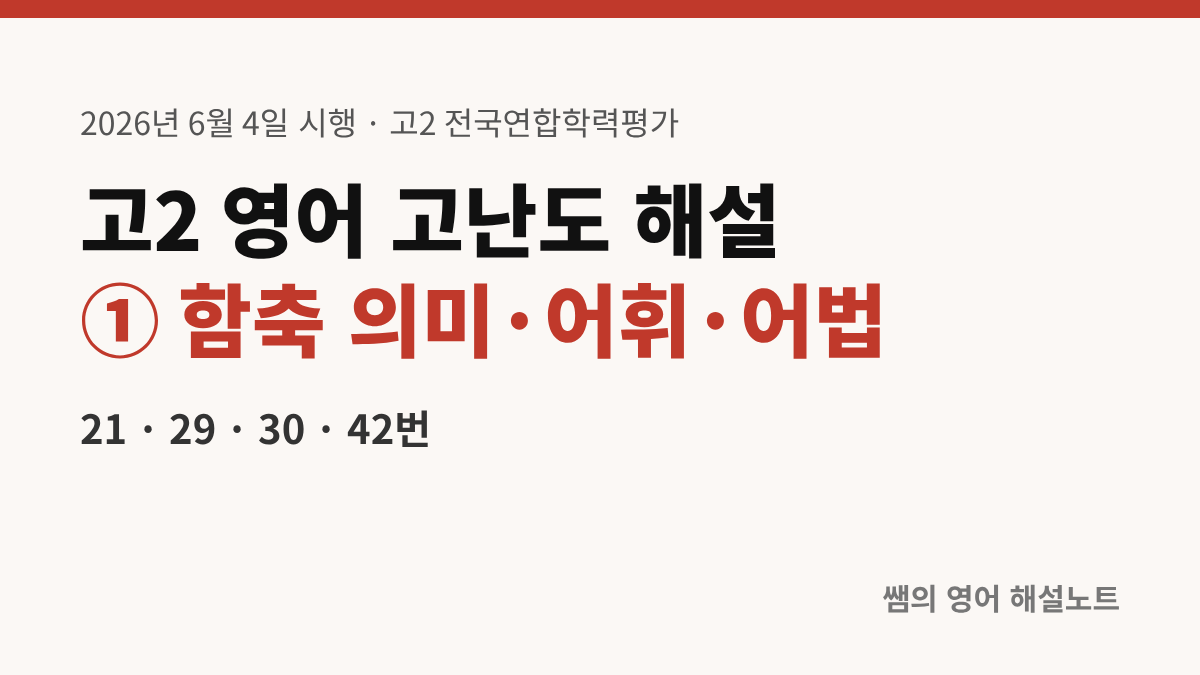 2026년 6월 4일 시행 · 고2 전국연합학력평가
고2 영어 고난도 해설
① 함축 의미·어휘·어법
21 · 29 · 30 · 42번
쌤의 영어 해설노트